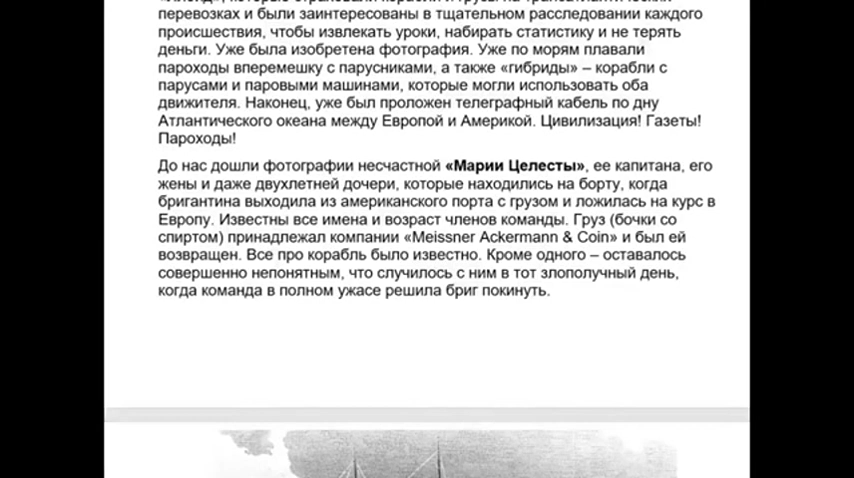 которые страховали корабли и грузы на трансатлантических
перевозках и были заинтересованы в тщательном расследовании каждого
происшествия, чтобы извлекать уроки, набирать статистику и не терять
деньги. Уже была изобретена фотография. Уже по морям плавали
пароходы вперемешку с парусниками, а также «гибриды» – корабли с
парусами и паровыми машинами, которые могли использовать оба
движителя. Наконец, уже был проложен телеграфный кабель по дну
Атлантического океана между Европой и Америкой. Цивилизация! Газеты!
Пароходы!
До нас дошли фотографии несчастной «Марии Целесты», ее капитана, его
жены и даже двухлетней дочери, которые находились на борту, когда
бригантина выходила из американского порта с грузом и ложилась на курс в
Европу. Известны все имена и возраст членов команды. Груз (бочки со
спиртом) принадлежал компании «Meissner Ackermann & Coin» и был ей
возвращен. Все про корабль было известно. Кроме одного – оставалось
совершенно непонятным, что случилось с ним в тот злополучный день,
когда команда в полном ужасе решила бриг покинуть.